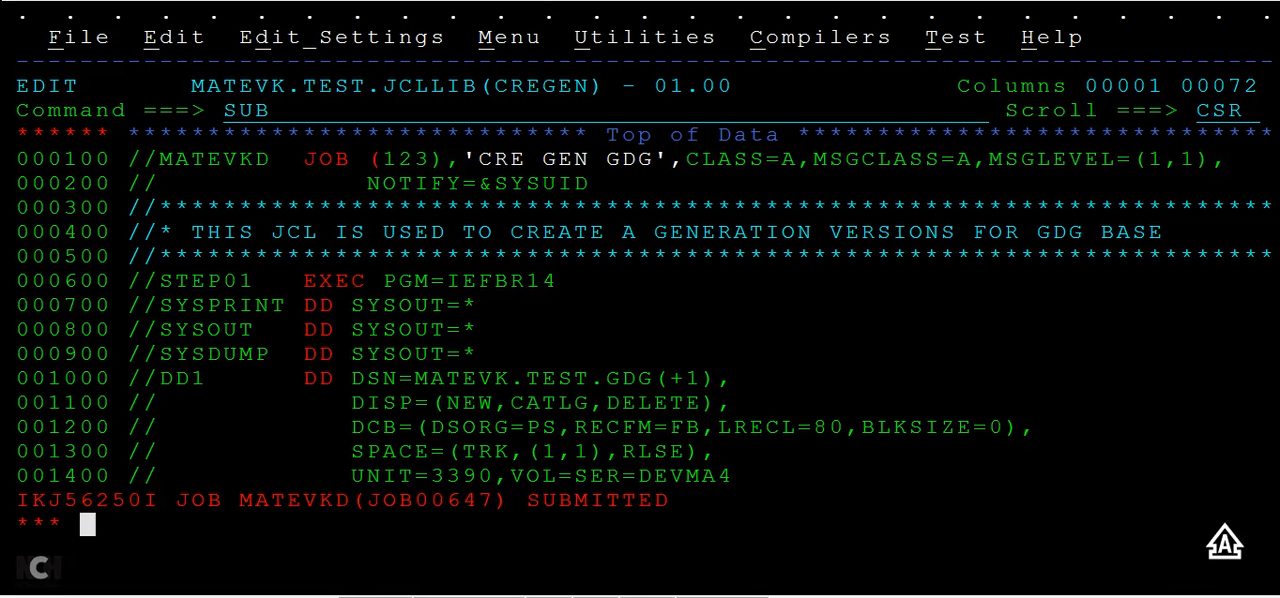 File  Edit  Edit_Settings  Menu  Utilities  Compilers  Test  Help
EDIT       MATEVK.TEST.JCLLIB(CREGEN) - 01.00              Columns 00001 00072
Command ===> SUB                                              Scroll ===> CSR
****** ***************************** Top of Data ******************************
000100 //MATEVKD  JOB (123),'CRE GEN GDG',CLASS=A,MSGCLASS=A,MSGLEVEL=(1,1),
000200 //             NOTIFY=&SYSUID
000300 //**********************************************************************
000400 //* THIS JCL IS USED TO CREATE A GENERATION VERSIONS FOR GDG BASE
000500 //**********************************************************************
000600 //STEP01   EXEC PGM=IEFBR14
000700 //SYSPRINT DD SYSOUT=*
000800 //SYSOUT   DD SYSOUT=*
000900 //SYSDUMP  DD SYSOUT=*
001000 //DD1      DD DSN=MATEVK.TEST.GDG(+1),
001100 //            DISP=(NEW,CATLG,DELETE),
001200 //            DCB=(DSORG=PS,RECFM=FB,LRECL=80,BLKSIZE=0),
001300 //            SPACE=(TRK,(1,1),RLSE),
001400 //            UNIT=3390,VOL=SER=DEVMA4
IKJ56250I JOB MATEVKD(JOB00647) SUBMITTED
***
A